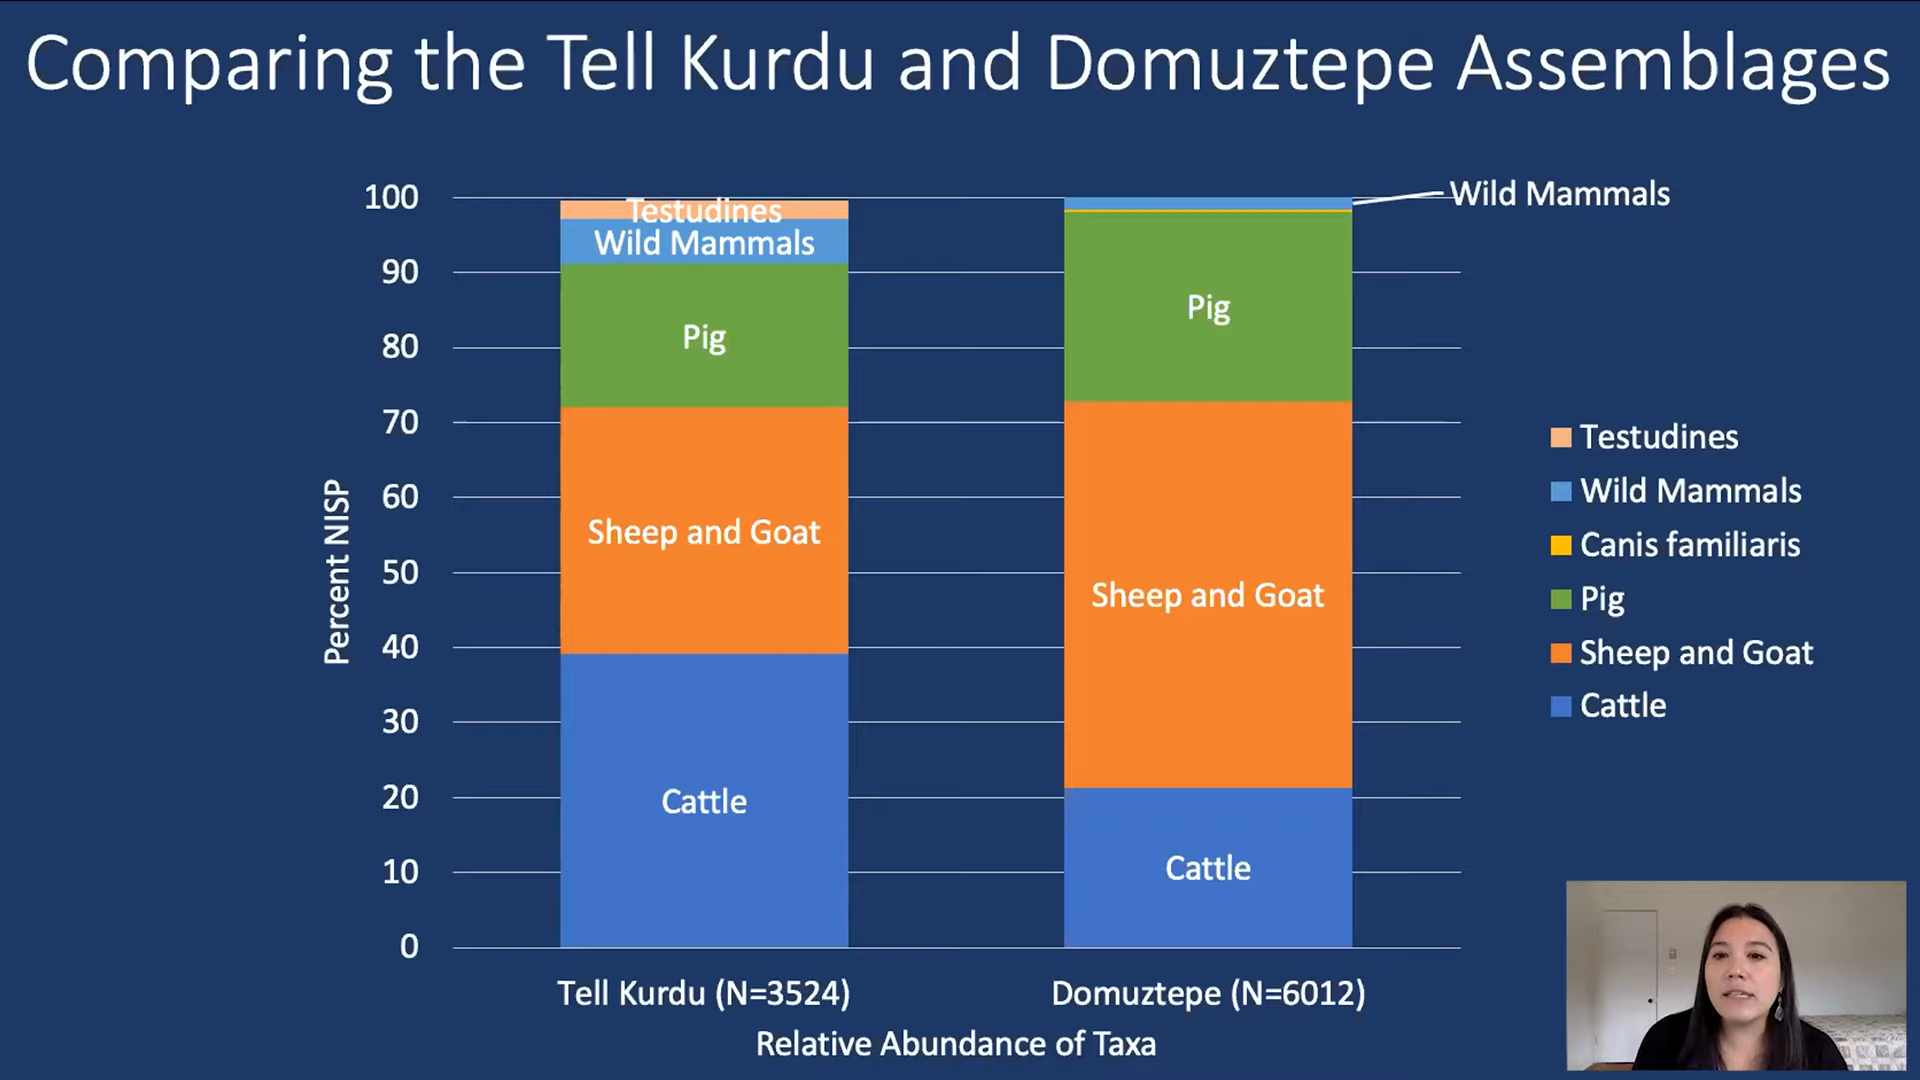 Comparing the Tell Kurdu and Domuztepe Assemblages
Percent NISP
100
90
80
70
60
50
40
30
20
10
0
Testudines
Wild Mammals
Pig
Sheep and Goat
Cattle
Wild Mammals
Pig
Sheep and Goat
Cattle
Tell Kurdu (N=3524)
Domuztepe (N=6012)
Relative Abundance of Taxa
Testudines
Wild Mammals
Canis familiaris
Pig
Sheep and Goat
Cattle